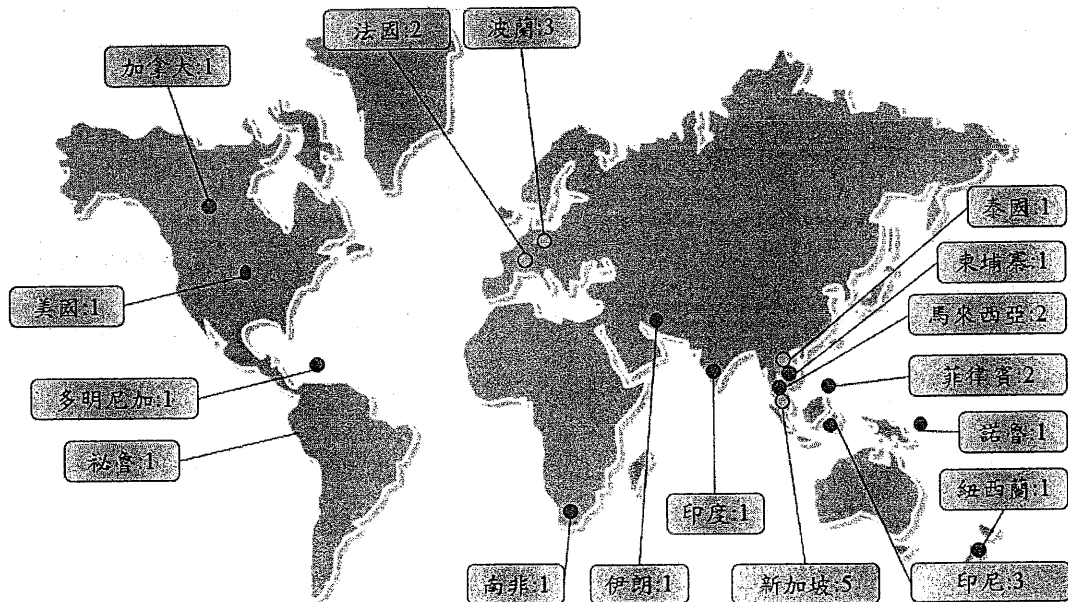 法國:2
波蘭:3
加拿大:1
泰國:1
柬埔寨:1
美國:1
馬來西亞:2
菲律賓:2
多明尼加:1
諾魯:1
祕魯:1
紐西蘭:1
印度:1
南非:1
伊朗:1
新加坡:5
印尼:3